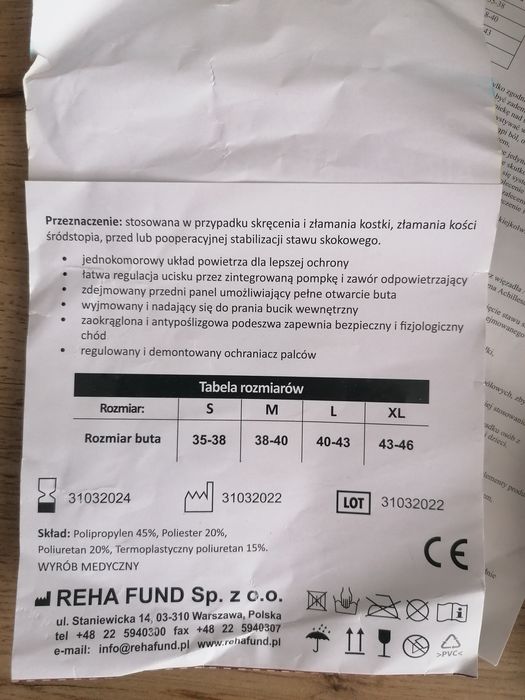 Przeznaczenie: stosowana w przypadku skręcenia i złamania kostki, złamania kości
śródstopia, przed lub pooperacyjnej stabilizacji stawu skokowego.
• jednokomorowy układ powietrza dla lepszej ochrony
• łatwa regulacja ucisku przez zintegrowaną pompkę i zawór odpowietrzający
• zdejmowany przedni panel umożliwiający pełne otwarcie buta
• wyjmowany i nadający się do prania bucik wewnętrzny
• zaokrąglona i antypoślizgowa podeszwa zapewnia bezpieczny i fizjologiczny
chód
• regulowany i demontowany ochraniacz palców
Tabela rozmiarów
Rozmiar: S M L XL
Rozmiar buta 35-38 38-40 40-43 43-46
31032024 31032022 LOT 31032022
Skład: Polipropylen 45%, Poliester 20%,
Poliuretan 20%, Termoplastyczny poliuretan 15%.
WYRÓB MEDYCZNY
CE
REHA FUND Sp. z o.o.
ul. Staniewicka 14, 03-310 Warszawa, Polska
tel +48 22 5940300 fax +48 22 5940307
e-mail: info@rehafund.pl www.rehafund.pl
>PVC<